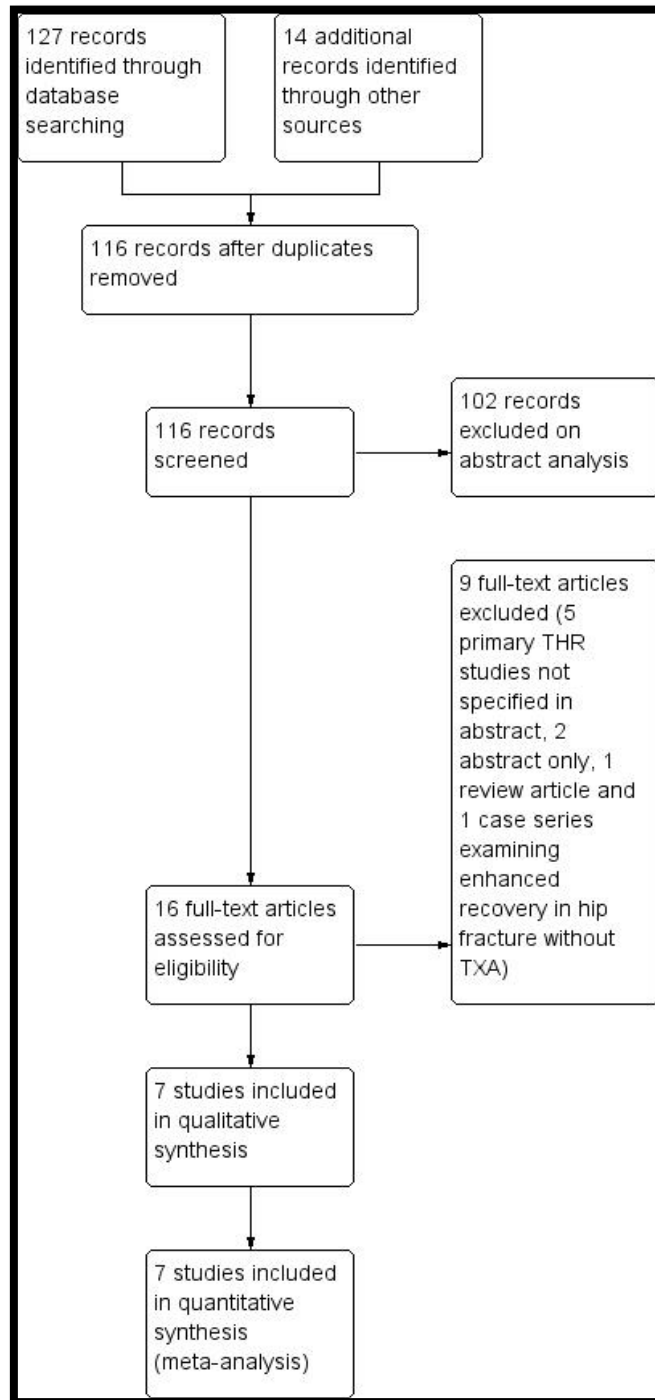 127 records
identified through
database
searching
14 additional
records identified
through other
sources
116 records after duplicates
removed
116 records
screened
102 records
excluded on
abstract analysis
9 full-text articles
excluded (5
primary THR
studies not
specified in
abstract, 2
abstract only, 1
review article and
1 case series
examining
enhanced
recovery in hip
fracture without
TXA)
16 full-text articles
assessed for
eligibility
7 studies included
in qualitative
synthesis
7 studies included
in quantitative
synthesis
(meta-analysis)